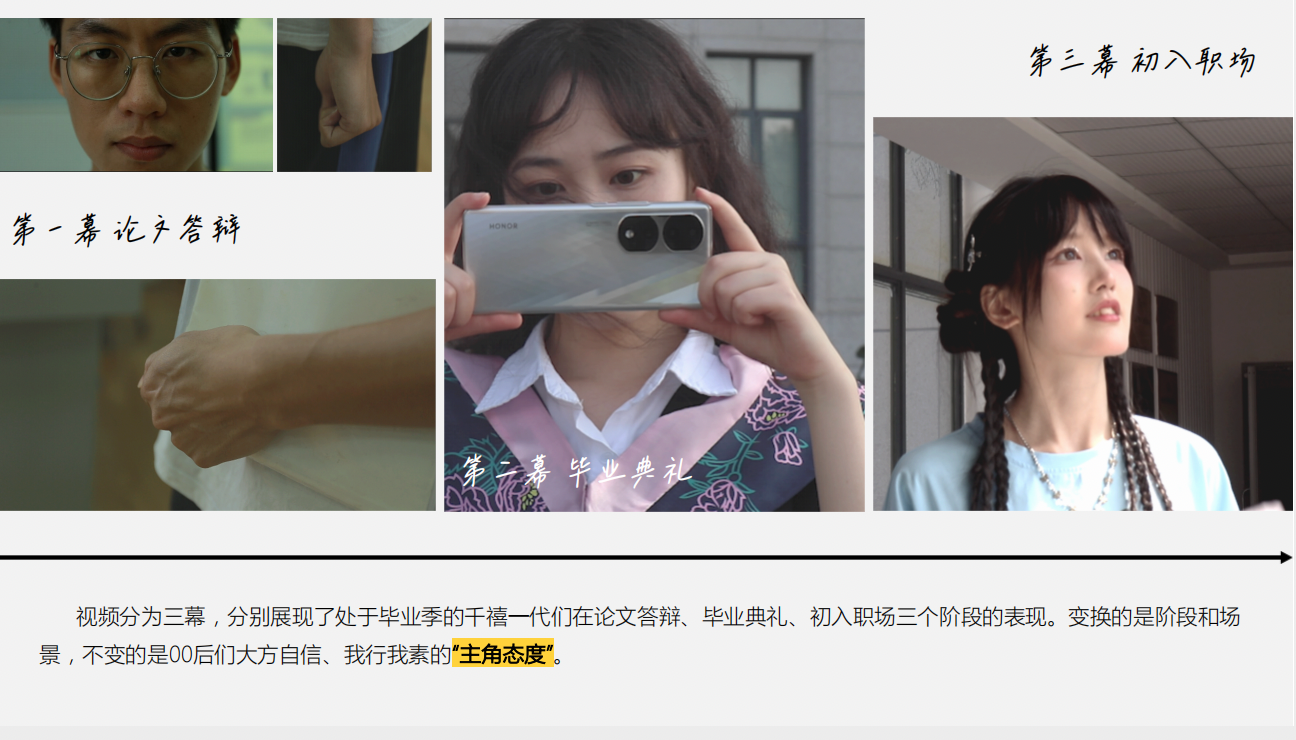 第一幕 论文答辩
HONOR
第二幕 毕业典礼
第三幕 初入职场
视频分为三幕，分别展现了处于毕业季的千禧一代们在论文答辩、毕业典礼、初入职场三个阶段的表现。变换的是阶段和场
景，不变的是00后们大方自信、我行我素的“主角态度”。